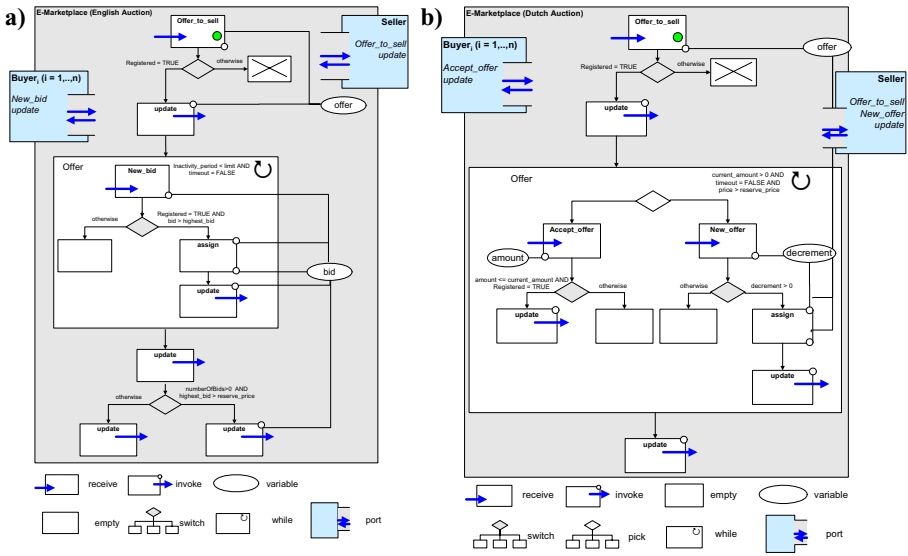 a)
E-Marketplace (English Auction)
Offer_to_sell
Seller
Offer_to_sell
update
Registered = TRUE
otherwise
Buyer i (i = 1,..,n)
New_bid
update
update
offer
Offer
Inactivity_period < limit AND
timeout = FALSE
New_bid
Registered = TRUE AND
bid > highest_bid
otherwise
assign
bid
update
update
numberOfBids>0 AND
highest_bid > reserve_price
otherwise
update
update
receive
invoke
variable
empty
switch
while
port
b)
E-Marketplace (Dutch Auction)
Offer_to_sell
offer
Buyer i (i = 1,..,n)
Accept_offer
update
Registered = TRUE
otherwise
Seller
Offer_to_sell
New_offer
update
update
Offer
current_amount > 0 AND
timeout = FALSE AND
price > reserve_price
Accept_offer
New_offer
amount
decrement
amount <= current_amount AND
Registered = TRUE
otherwise
otherwise
decrement > 0
update
assign
update
update
receive
invoke
empty
variable
switch
pick
while
port